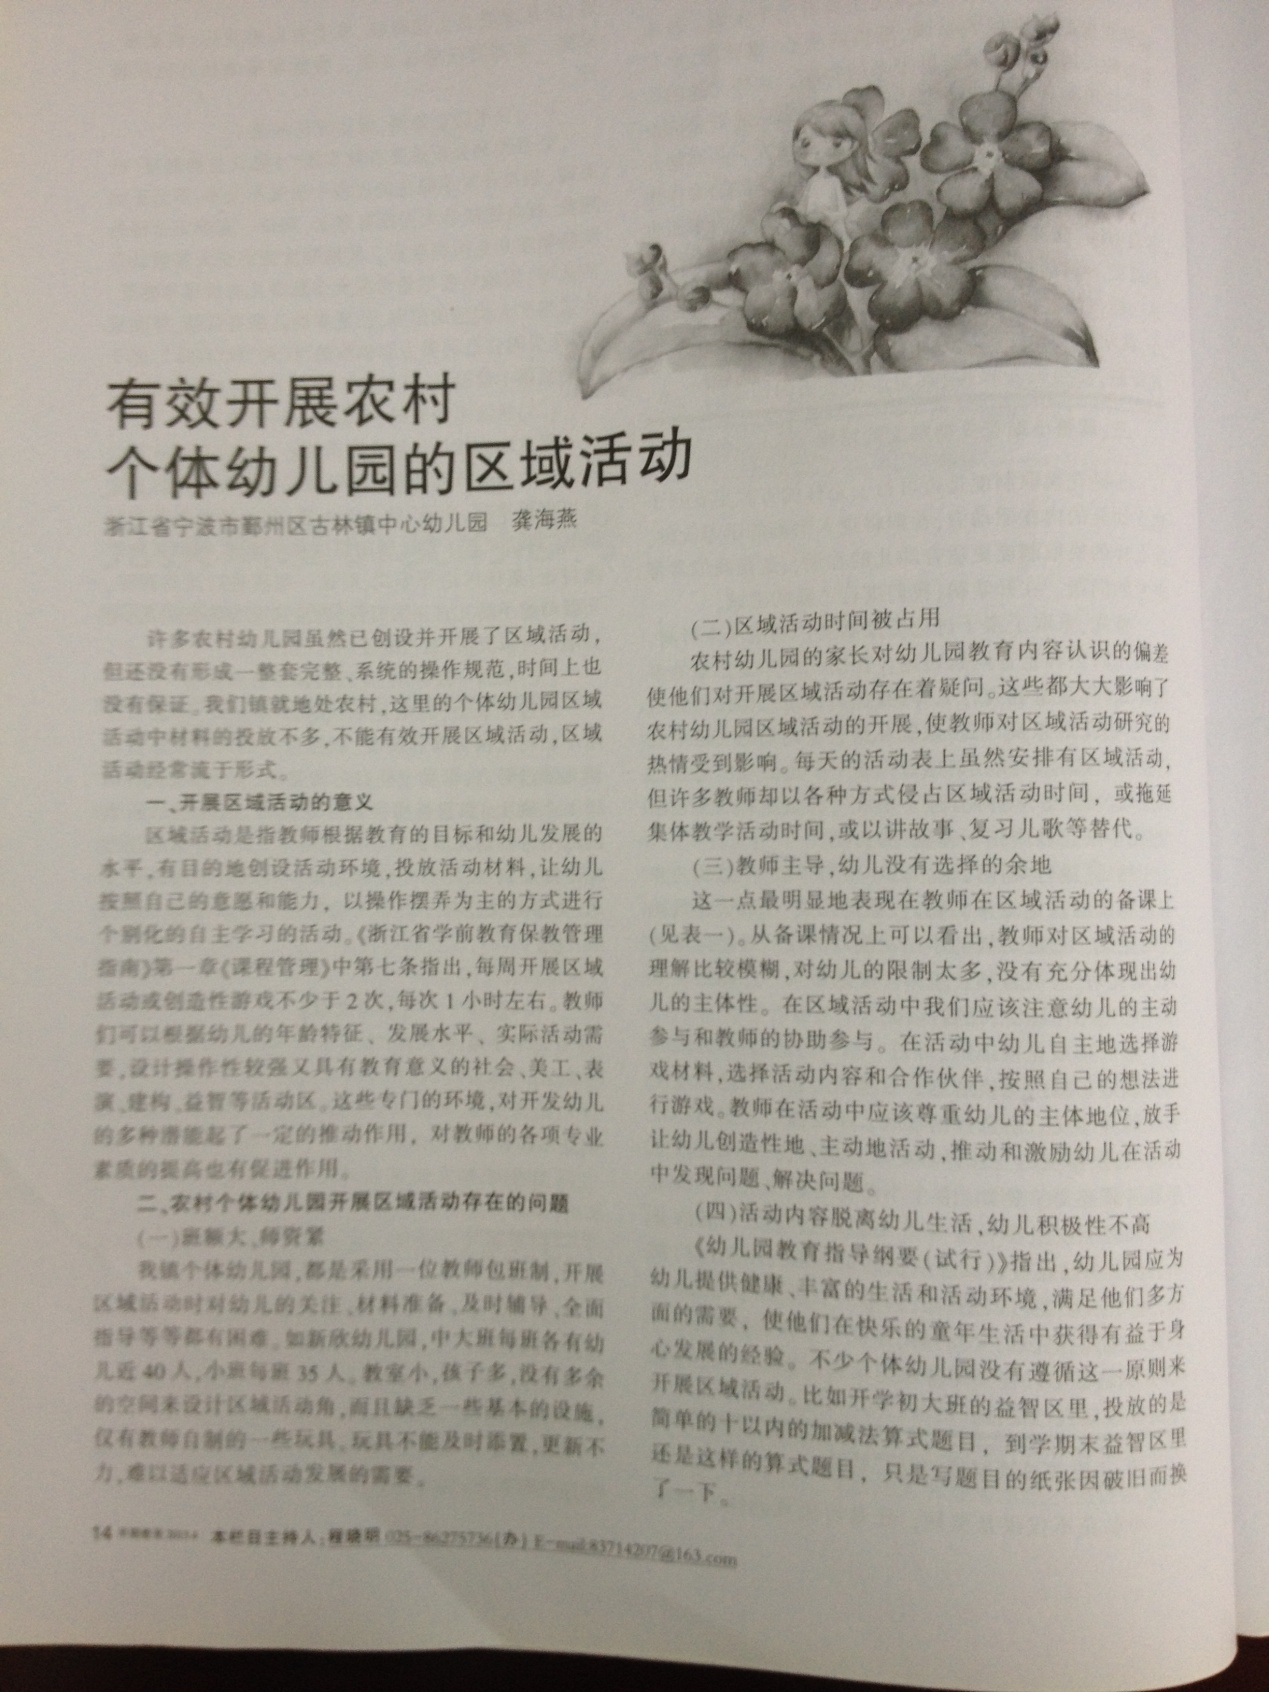 有效开展农村
个体幼儿园的区域活动
浙江省宁波市鄞州区古林镇中心幼儿园 龚海燕
许多农村幼儿园虽然已创设并开展了区域活动，
但还没有形成一整套完整、系统的操作规范，时间上也
没有保证。我们镇就地处农村，这里的个体幼儿园区域
活动中材料的投放不多，不能有效开展区域活动，区域
活动经常流于形式。
一、开展区域活动的意义
区域活动是指教师根据教育的目标和幼儿发展的
水平，有目的地创设活动环境，投放活动材料，让幼儿
按照自己的意愿和能力，以操作摆弄为主的方式进行
个别化的自主学习的活动。《浙江省学前教育保教管理
指南》第一章《课程管理》中第七条指出，每周开展区域
活动或创造性游戏不少于2次，每次1小时左右。教师
们可以根据幼儿的年龄特征、发展水平、实际活动需
要，设计操作性较强又具有教育意义的社会、美工、表
演、建构、益智等活动区。这些专门的环境，对开发幼儿
的多种潜能起了一定的推动作用，对教师的各项专业
素质的提高也有促进作用。
二、农村个体幼儿园开展区域活动存在的问题
(一)班额大、师资紧
我镇个体幼儿园，都是采用一位教师包班制，开展
区域活动时对幼儿的关注、材料准备、及时辅导、全面
指导等等都有困难。如新欣幼儿园，中大班每班各有幼
儿近40人，小班每班35人。教室小，孩子多，没有多余
的空间来设计区域活动角，而且缺乏一些基本的设施，
仅有教师自制的一些玩具。玩具不能及时添置，更新不
力，难以适应区域活动发展的需要。
(二)区域活动时间被占用
农村幼儿园的家长对幼儿园教育内容认识的偏差
使他们对开展区域活动存在着疑问。这些都大大影响了
农村幼儿园区域活动的开展，使教师对区域活动研究的
热情受到影响。每天的活动表上虽然安排有区域活动，
但许多教师却以各种方式侵占区域活动时间，或拖延
集体教学活动时间，或以讲故事、复习儿歌等替代。
(三)教师主导，幼儿没有选择的余地
这一点最明显地表现在教师在区域活动的备课上
(见表一)。从备课情况上可以看出，教师对区域活动的
理解比较模糊，对幼儿的限制太多，没有充分体现出幼
儿的主体性。在区域活动中我们应该注意幼儿的主动
参与和教师的协助参与。在活动中幼儿自主地选择游
戏材料，选择活动内容和合作伙伴，按照自己的想法进
行游戏。教师在活动中应该尊重幼儿的主体地位，放手
让幼儿创造性地、主动地活动，推动和激励幼儿在活动
中发现问题、解决问题。
(四)活动内容脱离幼儿生活，幼儿积极性不高
《幼儿园教育指导纲要(试行)》指出，幼儿园应为
幼儿提供健康、丰富的生活和活动环境，满足他们多方
面的需要，使他们在快乐的童年生活中获得有益于身
心发展的经验。不少个体幼儿园没有遵循这一原则来
开展区域活动。比如开学初大班的益智区里，投放的是
简单的十以内的加减法算式题目，到学期末益智区里
还是这样的算式题目，只是写题目的纸张因破旧而换
了一下。
14 本栏目主持人：程晓明 025-86275736(办) E-mail:83714207@163.com